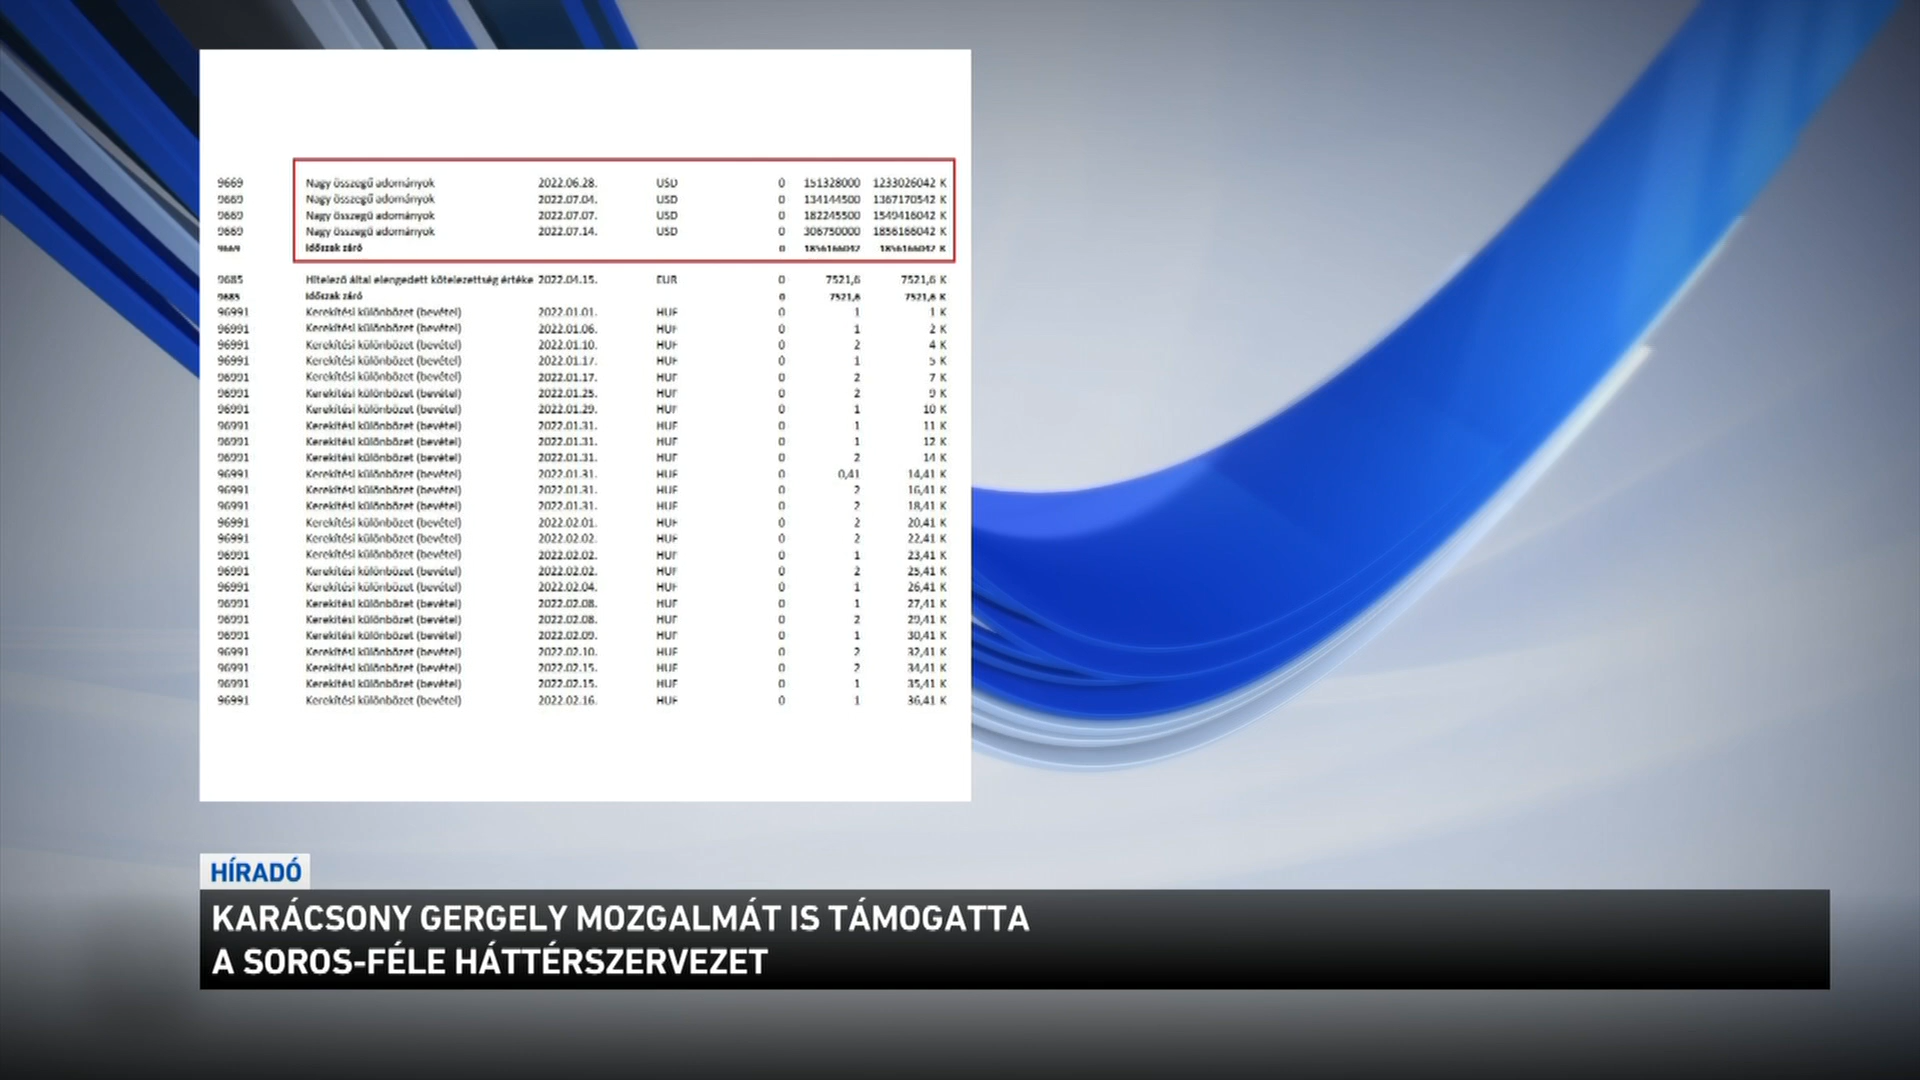 9669 Nagy összegű adományok 2022.06.28. USD 0 151328000 1233026042 K
9669 Nagy összegű adományok 2022.07.04. USD 0 134144500 1367170542 K
9669 Nagy összegű adományok 2022.07.07. USD 0 182245500 1549416042 K
9669 Nagy összegű adományok 2022.07.14. USD 0 306750000 1856166042 K
9669 Időszak záró 0 1856166042 1856166042 K
9685 Hitelező által elengedett kötelezettség értéke 2022.04.15. EUR 0 7521,6 7521,6 K
9685 Időszak záró 0 7521,6 7521,6 K
96991 Kerekítési különbözet (bevétel) 2022.01.01. HUF 0 1 1 K
96991 Kerekítési különbözet (bevétel) 2022.01.06. HUF 0 1 2 K
96991 Kerekítési különbözet (bevétel) 2022.01.10. HUF 0 2 4 K
96991 Kerekítési különbözet (bevétel) 2022.01.17. HUF 0 1 5 K
96991 Kerekítési különbözet (bevétel) 2022.01.17. HUF 0 2 7 K
96991 Kerekítési különbözet (bevétel) 2022.01.25. HUF 0 2 9 K
96991 Kerekítési különbözet (bevétel) 2022.01.29. HUF 0 1 10 K
96991 Kerekítési különbözet (bevétel) 2022.01.31. HUF 0 1 11 K
96991 Kerekítési különbözet (bevétel) 2022.01.31. HUF 0 1 12 K
96991 Kerekítési különbözet (bevétel) 2022.01.31. HUF 0 2 14 K
96991 Kerekítési különbözet (bevétel) 2022.01.31. HUF 0 0,41 14,41 K
96991 Kerekítési különbözet (bevétel) 2022.01.31. HUF 0 2 16,41 K
96991 Kerekítési különbözet (bevétel) 2022.01.31. HUF 0 2 18,41 K
96991 Kerekítési különbözet (bevétel) 2022.02.01. HUF 0 2 20,41 K
96991 Kerekítési különbözet (bevétel) 2022.02.02. HUF 0 2 22,41 K
96991 Kerekítési különbözet (bevétel) 2022.02.02. HUF 0 1 23,41 K
96991 Kerekítési különbözet (bevétel) 2022.02.02. HUF 0 2 25,41 K
96991 Kerekítési különbözet (bevétel) 2022.02.04. HUF 0 1 26,41 K
96991 Kerekítési különbözet (bevétel) 2022.02.08. HUF 0 1 27,41 K
96991 Kerekítési különbözet (bevétel) 2022.02.08. HUF 0 2 29,41 K
96991 Kerekítési különbözet (bevétel) 2022.02.09. HUF 0 1 30,41 K
96991 Kerekítési különbözet (bevétel) 2022.02.10. HUF 0 2 32,41 K
96991 Kerekítési különbözet (bevétel) 2022.02.15. HUF 0 2 34,41 K
96991 Kerekítési különbözet (bevétel) 2022.02.15. HUF 0 1 35,41 K
96991 Kerekítési különbözet (bevétel) 2022.02.16. HUF 0 1 36,41 K
HÍRADÓ
KARÁCSONY GERGELY MOZGALMÁT IS TÁMOGATTA
A SOROS-FÉLE HÁTTÉRSZERVEZET